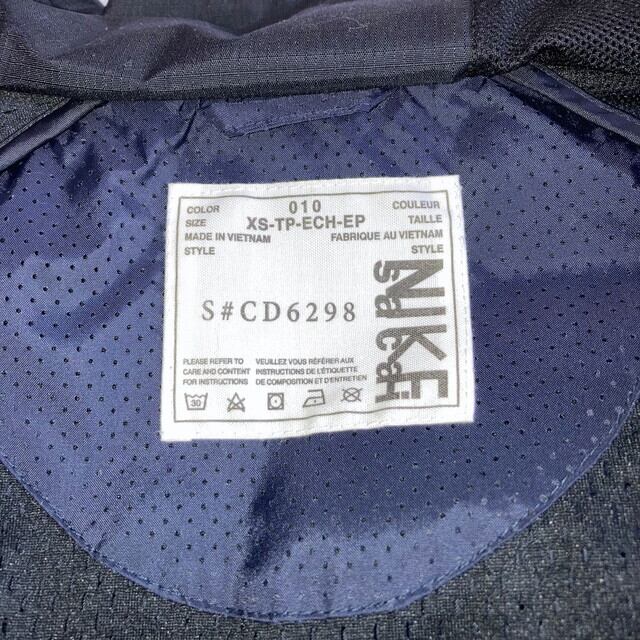 COLOR 010 COULEUR
SIZE XS-TP-ECH-EP TAILLE
MADE IN VIETNAM FABRIQUE AU VIETNAM
STYLE STYLE
S#CD6298
NIKE
sacai
PLEASE REFER TO
CARE AND CONTENT
FOR INSTRUCTIONS
VEUILLEZ VOUS RÉFÉRER AUX
INSTRUCTIONS DE L'ÉTIQUETTE
DE COMPOSITION ET D'ENTRETIEN